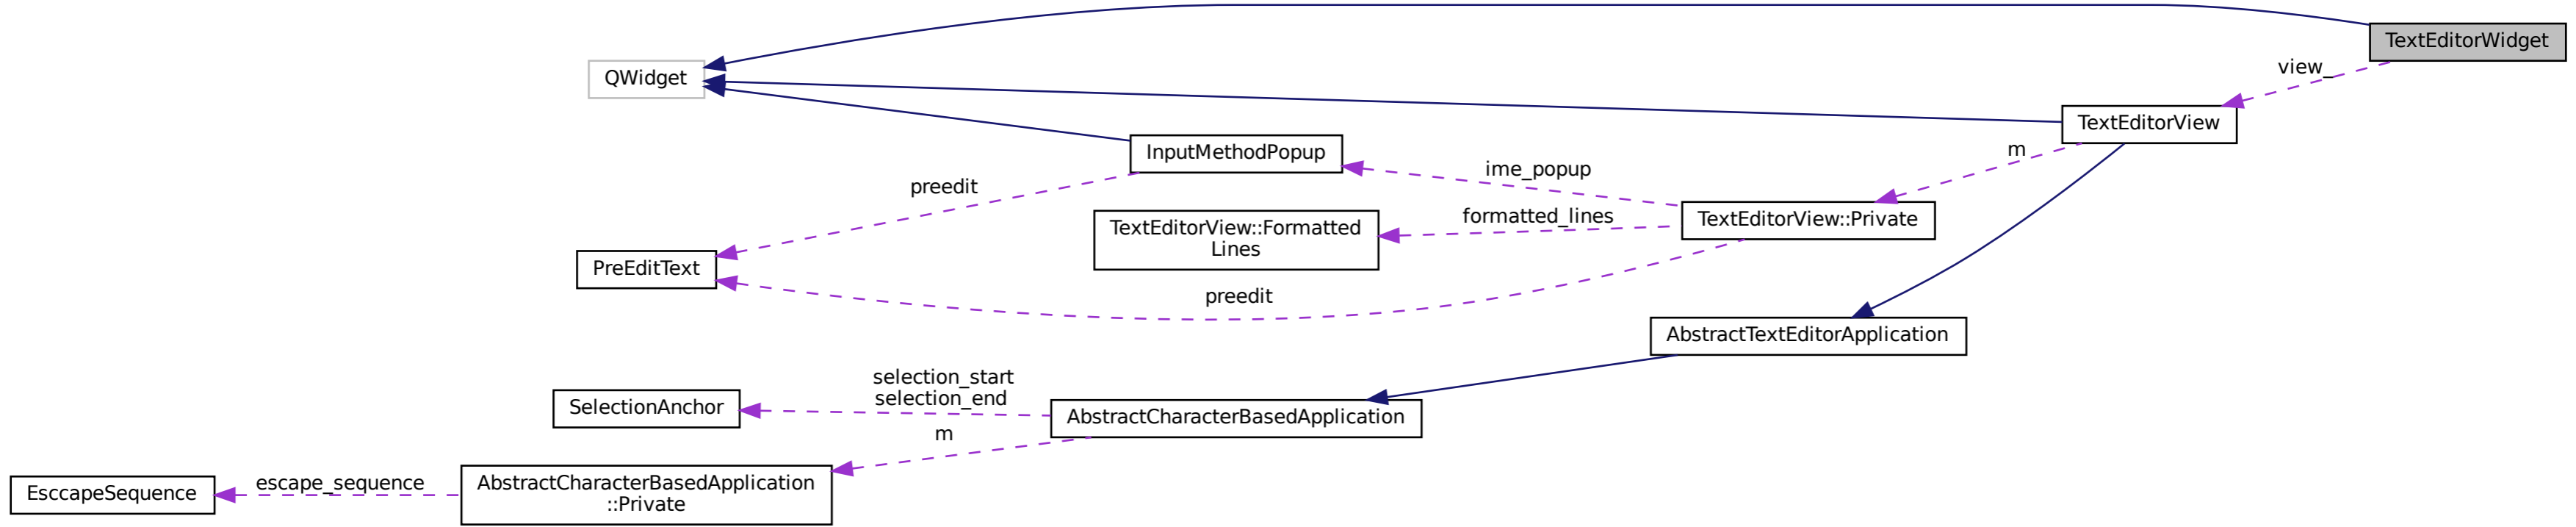 TextEditorWidget
view_
QWidget
TextEditorView
m
InputMethodPopup
ime_popup
preedit
TextEditorView::Private
formatted_lines
TextEditorView::Formatted
Lines
PreEditText
preedit
AbstractTextEditorApplication
selection_start
selection_end
SelectionAnchor
AbstractCharacterBasedApplication
m
AbstractCharacterBasedApplication
::Private
escape_sequence
EsccapeSequence